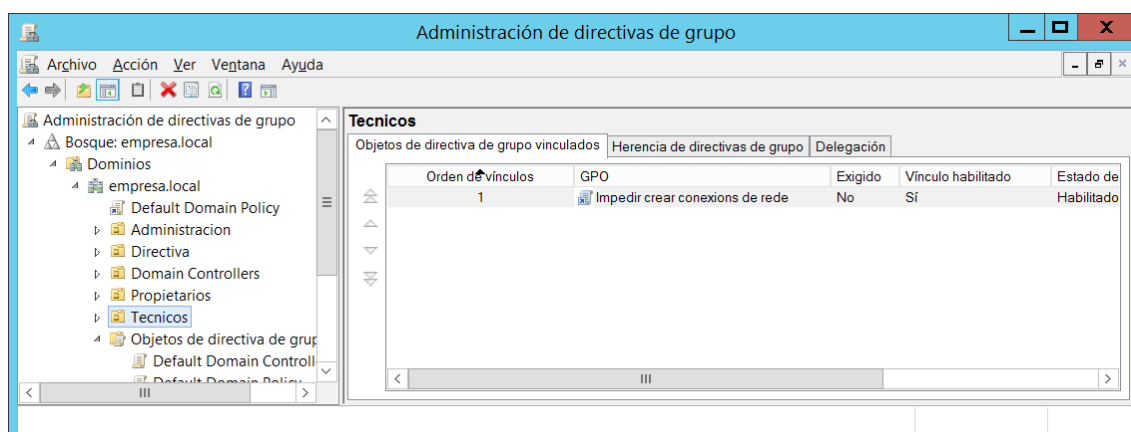 Administración de directivas de grupo
Archivo Acción Ver Ventana Ayuda
Administración de directivas de grupo
Bosque: empresa.local
Dominios
empresa.local
Default Domain Policy
Administracion
Directiva
Domain Controllers
Propietarios
Tecnicos
Objetos de directiva de grup
Default Domain Controll
Default Domain Policy
Tecnicos
Objetos de directiva de grupo vinculados Herencia de directivas de grupo Delegación
Orden de vínculos GPO Exigido Vínculo habilitado Estado de
1 Impedir crear conexions de rede No Sí Habilitado